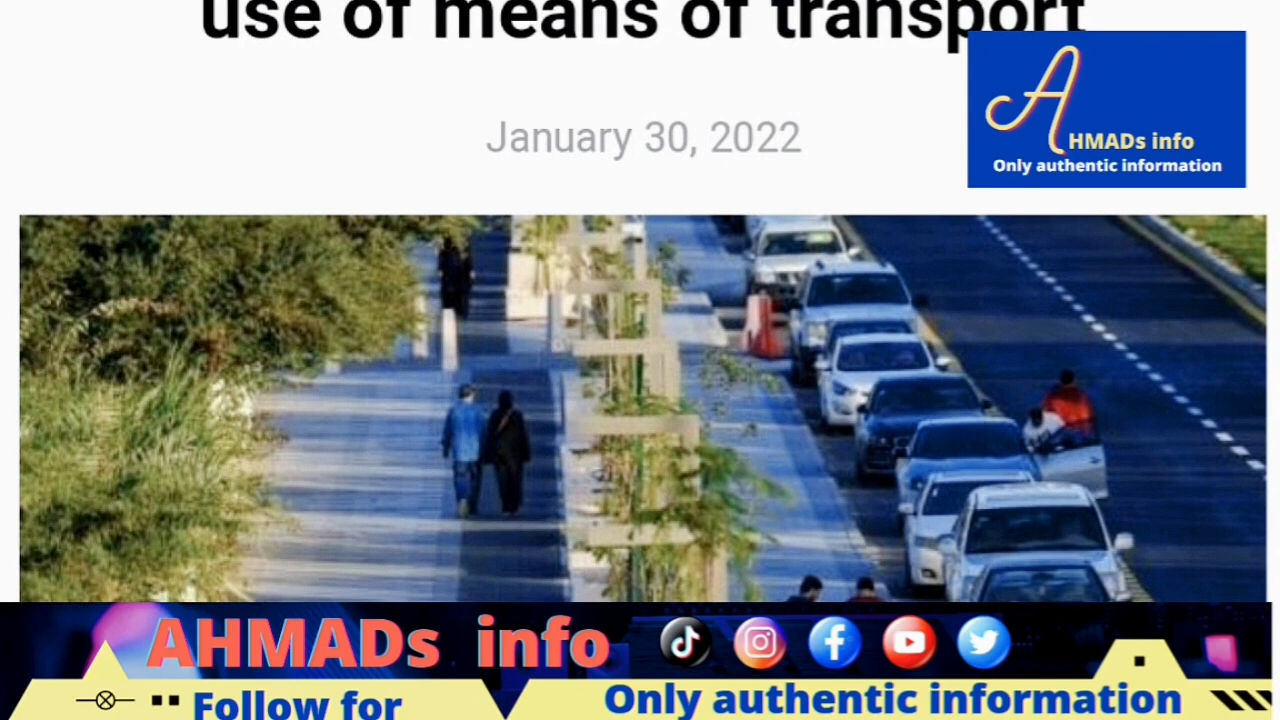 use of means of transport
January 30, 2022
A
HMADs info
Only authentic information
AHMADs info
Follow for
Only authentic information